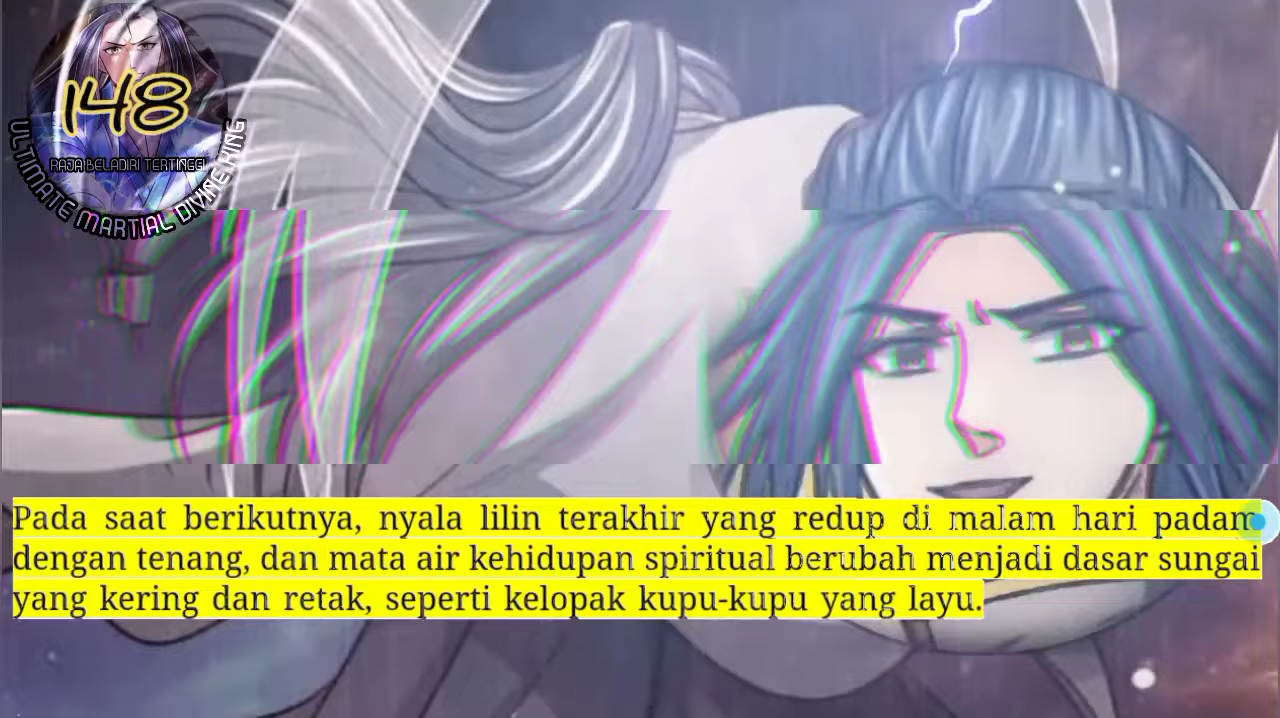 148
RAJA BELADIRI TERTINGGI
ULTIMATE MARTIAL DIVINE KING
Pada saat berikutnya, nyala lilin terakhir yang redup di malam hari padam
dengan tenang, dan mata air kehidupan spiritual berubah menjadi dasar sungai
yang kering dan retak, seperti kelopak kupu-kupu yang layu.